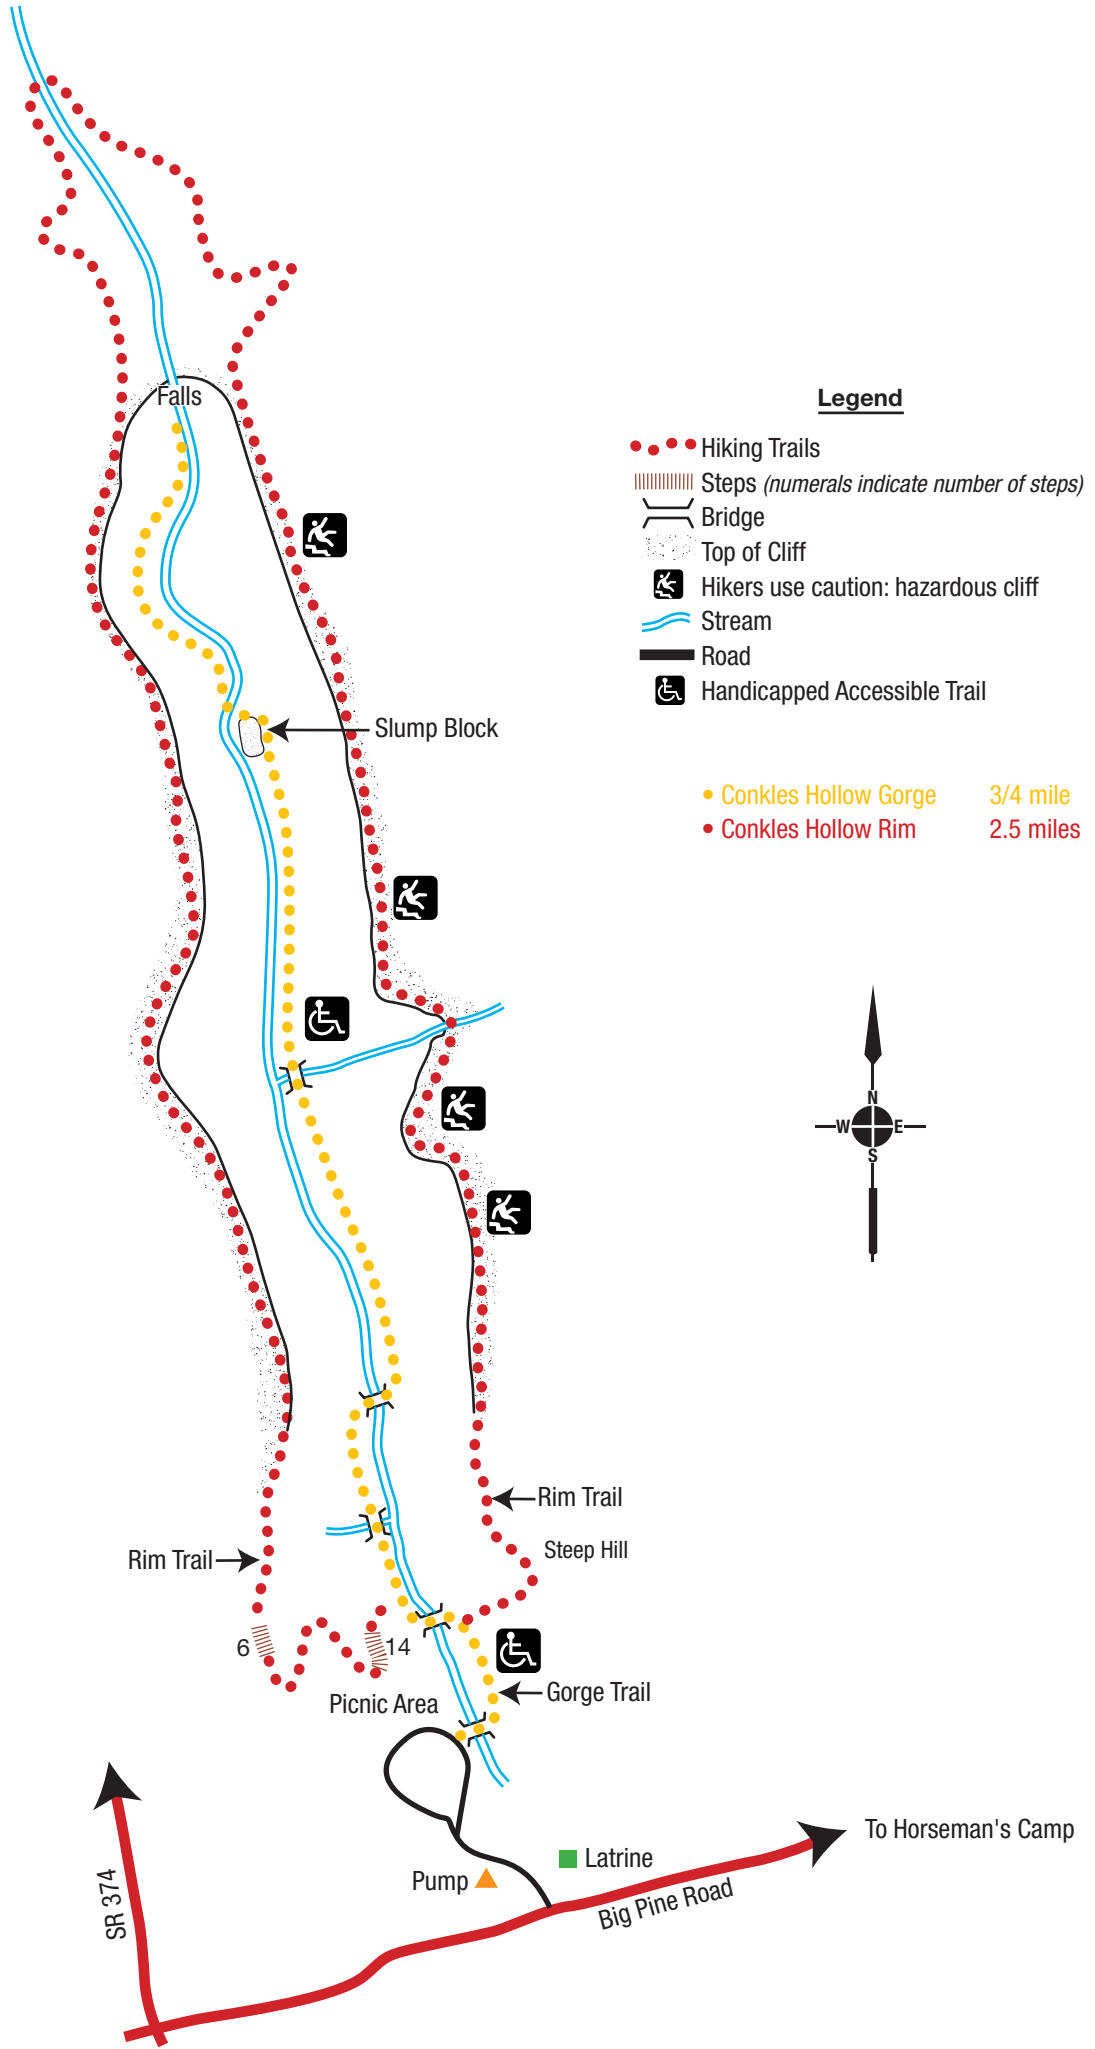 Falls
Legend
Hiking Trails
Steps (numerals indicate number of steps)
Bridge
Top of Cliff
Hikers use caution: hazardous cliff
Stream
Road
Handicapped Accessible Trail
Slump Block
• Conkles Hollow Gorge 3/4 mile
• Conkles Hollow Rim 2.5 miles
N
W E
S
Rim Trail
Steep Hill
Rim Trail
6
14
Gorge Trail
Picnic Area
To Horseman's Camp
Latrine
Pump
Big Pine Road
SR 374